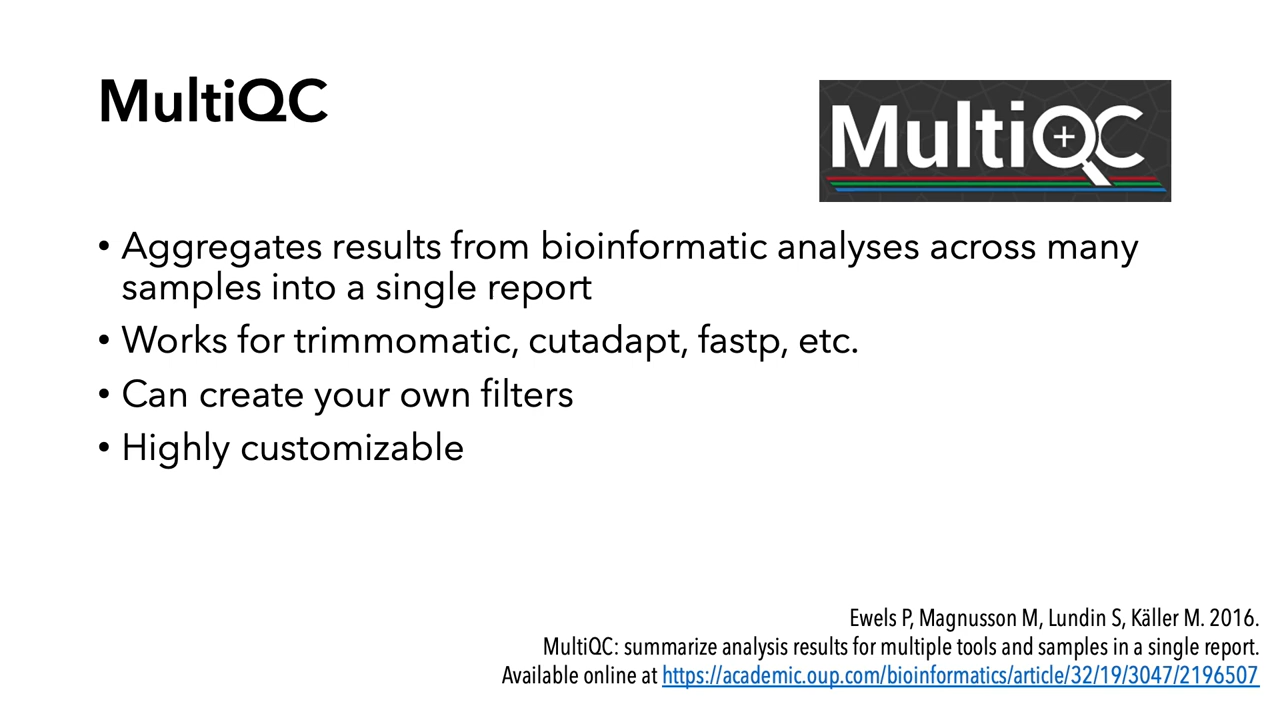 MultiQC
MultiQC
• Aggregates results from bioinformatic analyses across many
samples into a single report
• Works for trimmomatic, cutadapt, fastp, etc.
• Can create your own filters
• Highly customizable
Ewels P, Magnusson M, Lundin S, Käller M. 2016.
MultiQC: summarize analysis results for multiple tools and samples in a single report.
Available online at https://academic.oup.com/bioinformatics/article/32/19/3047/2196507